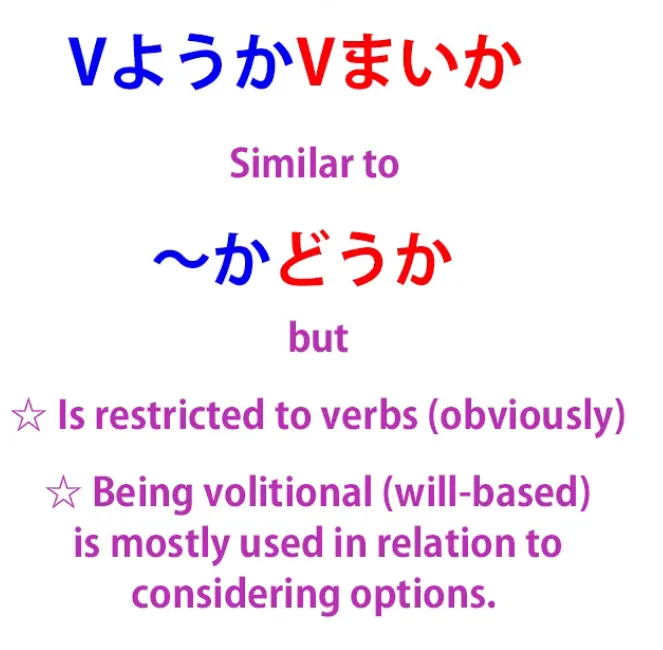 VようかVまいか
Similar to
～かどうか
but
☆ Is restricted to verbs (obviously)
☆ Being volitional (will-based)
is mostly used in relation to
considering options.